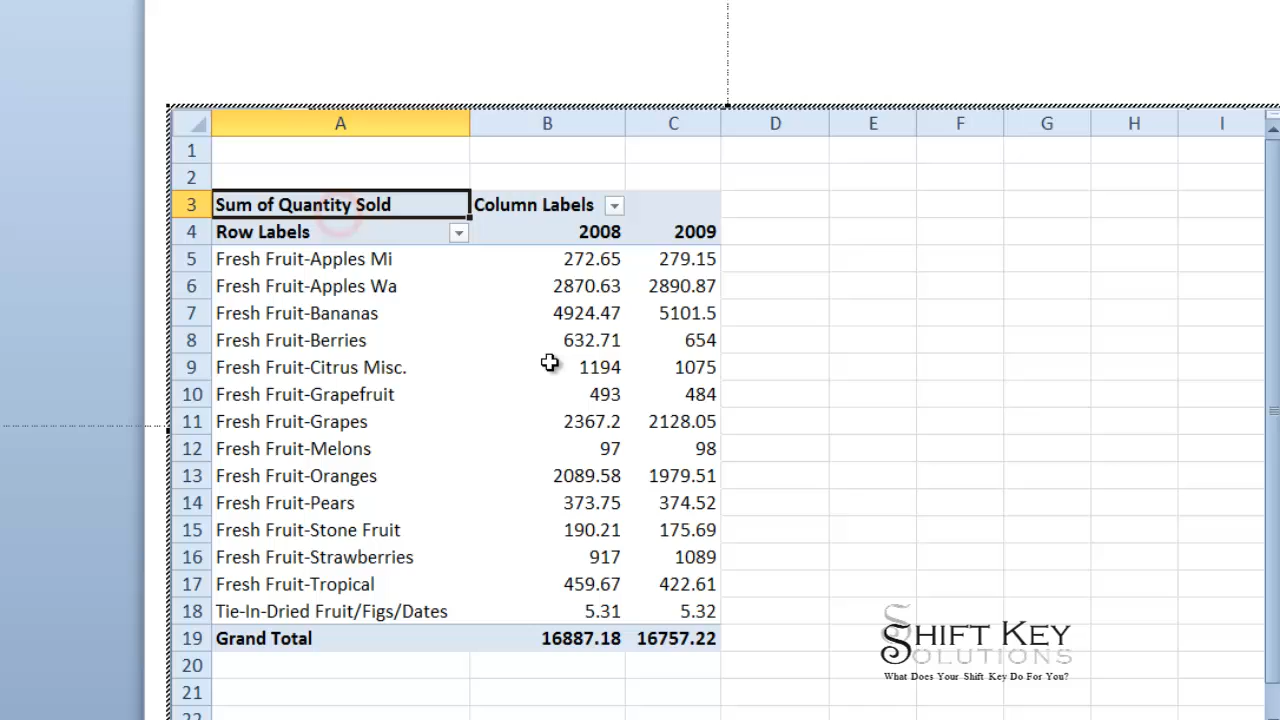 A B C D E F G H I
1
2
3 Sum of Quantity Sold Column Labels
4 Row Labels 2008 2009
5 Fresh Fruit-Apples Mi 272.65 279.15
6 Fresh Fruit-Apples Wa 2870.63 2890.87
7 Fresh Fruit-Bananas 4924.47 5101.5
8 Fresh Fruit-Berries 632.71 654
9 Fresh Fruit-Citrus Misc. 1194 1075
10 Fresh Fruit-Grapefruit 493 484
11 Fresh Fruit-Grapes 2367.2 2128.05
12 Fresh Fruit-Melons 97 98
13 Fresh Fruit-Oranges 2089.58 1979.51
14 Fresh Fruit-Pears 373.75 374.52
15 Fresh Fruit-Stone Fruit 190.21 175.69
16 Fresh Fruit-Strawberries 917 1089
17 Fresh Fruit-Tropical 459.67 422.61
18 Tie-In-Dried Fruit/Figs/Dates 5.31 5.32
19 Grand Total 16887.18 16757.22
20
21
22
SHIFT KEY
SOLUTIONS
What Does Your Shift Key Do For You?